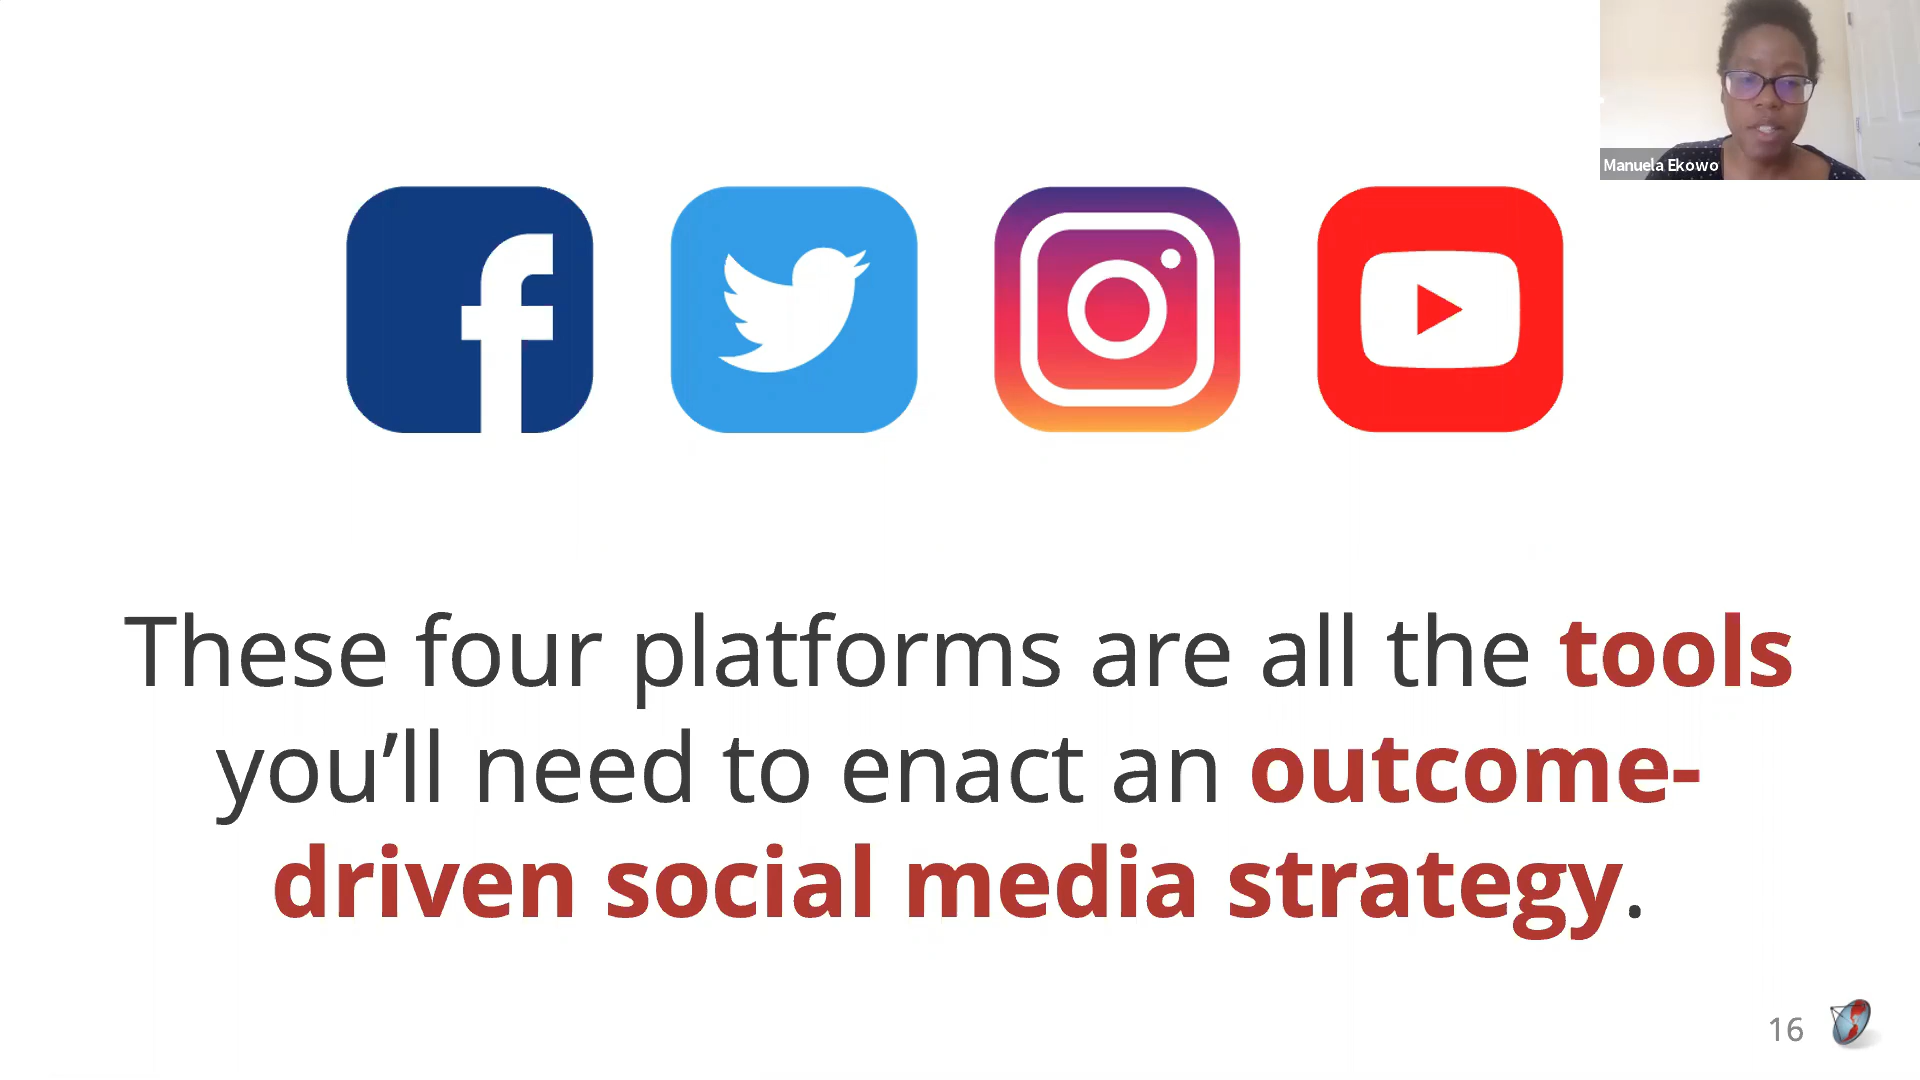 Manuela Ekowo
These four platforms are all the tools
you’ll need to enact an outcome-
driven social media strategy.
16